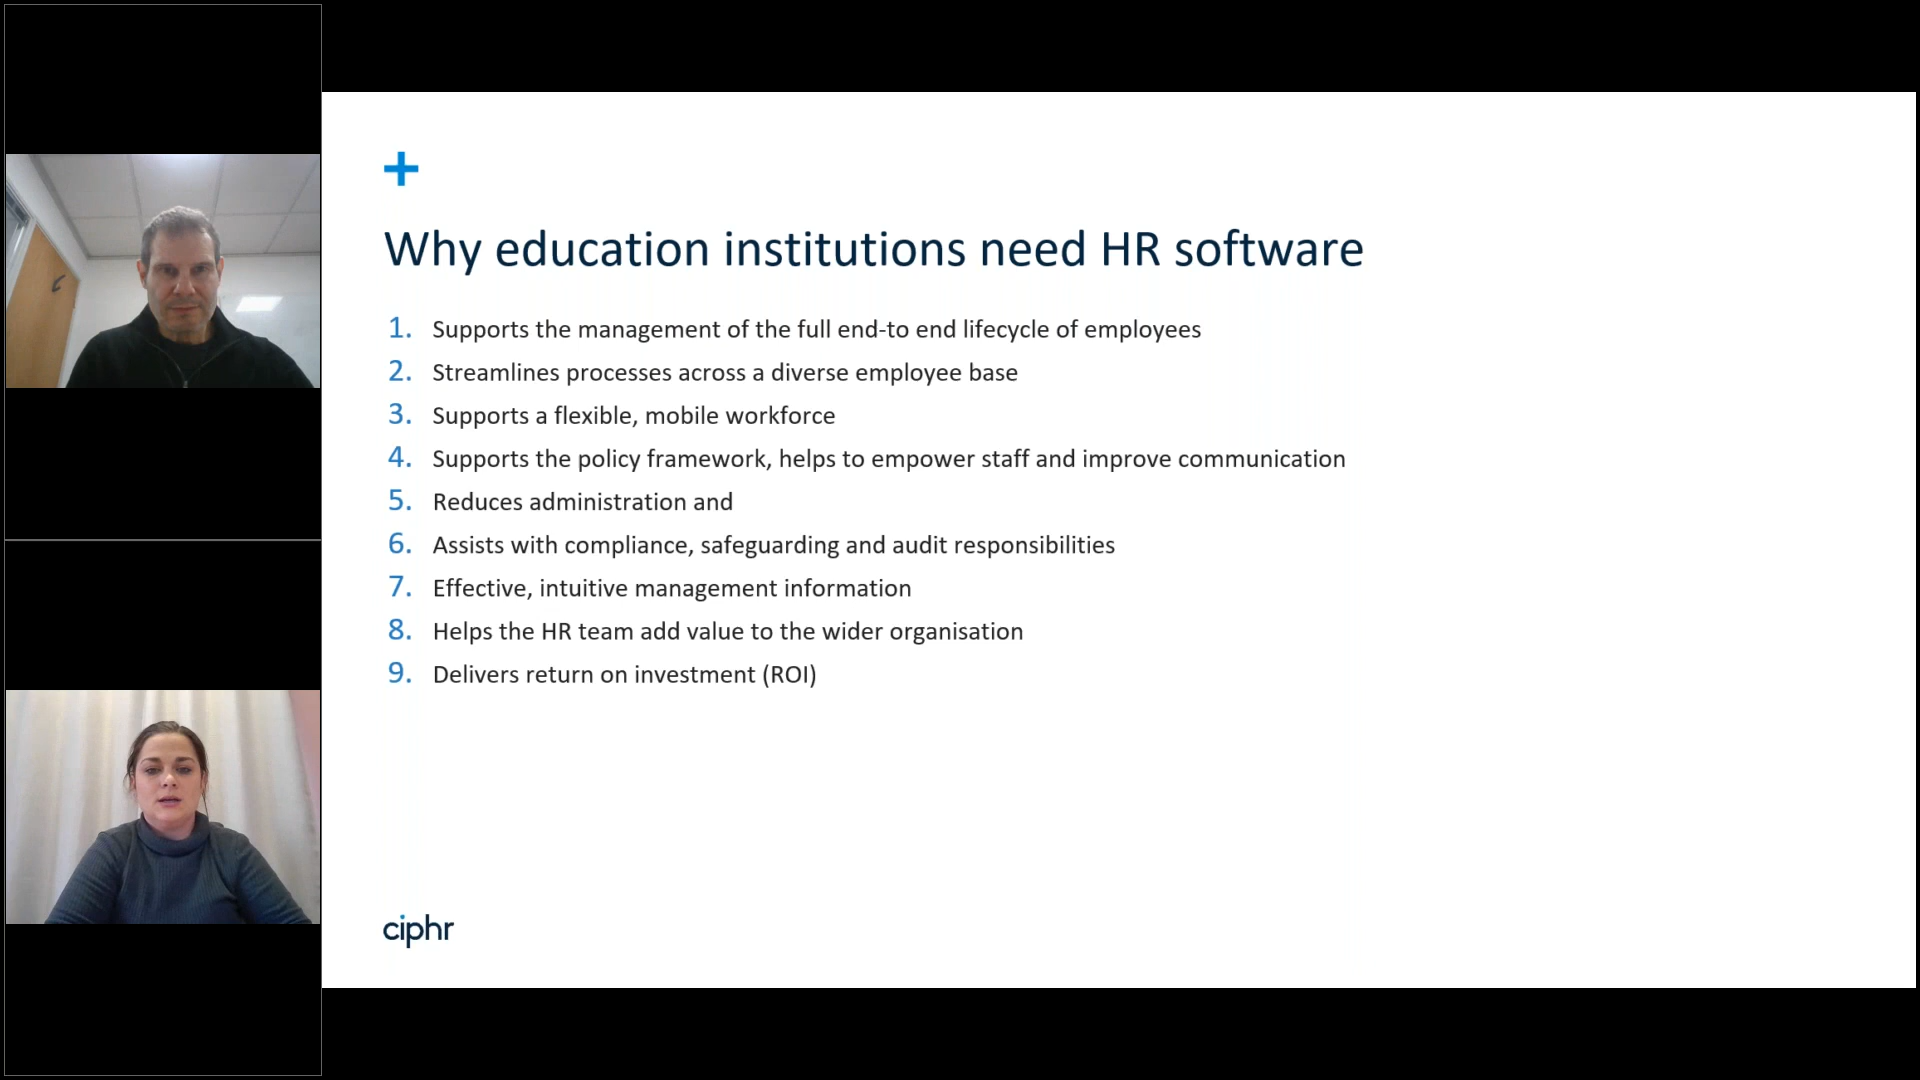 Why education institutions need HR software
1. Supports the management of the full end-to end lifecycle of employees
2. Streamlines processes across a diverse employee base
3. Supports a flexible, mobile workforce
4. Supports the policy framework, helps to empower staff and improve communication
5. Reduces administration and
6. Assists with compliance, safeguarding and audit responsibilities
7. Effective, intuitive management information
8. Helps the HR team add value to the wider organisation
9. Delivers return on investment (ROI)
ciphr